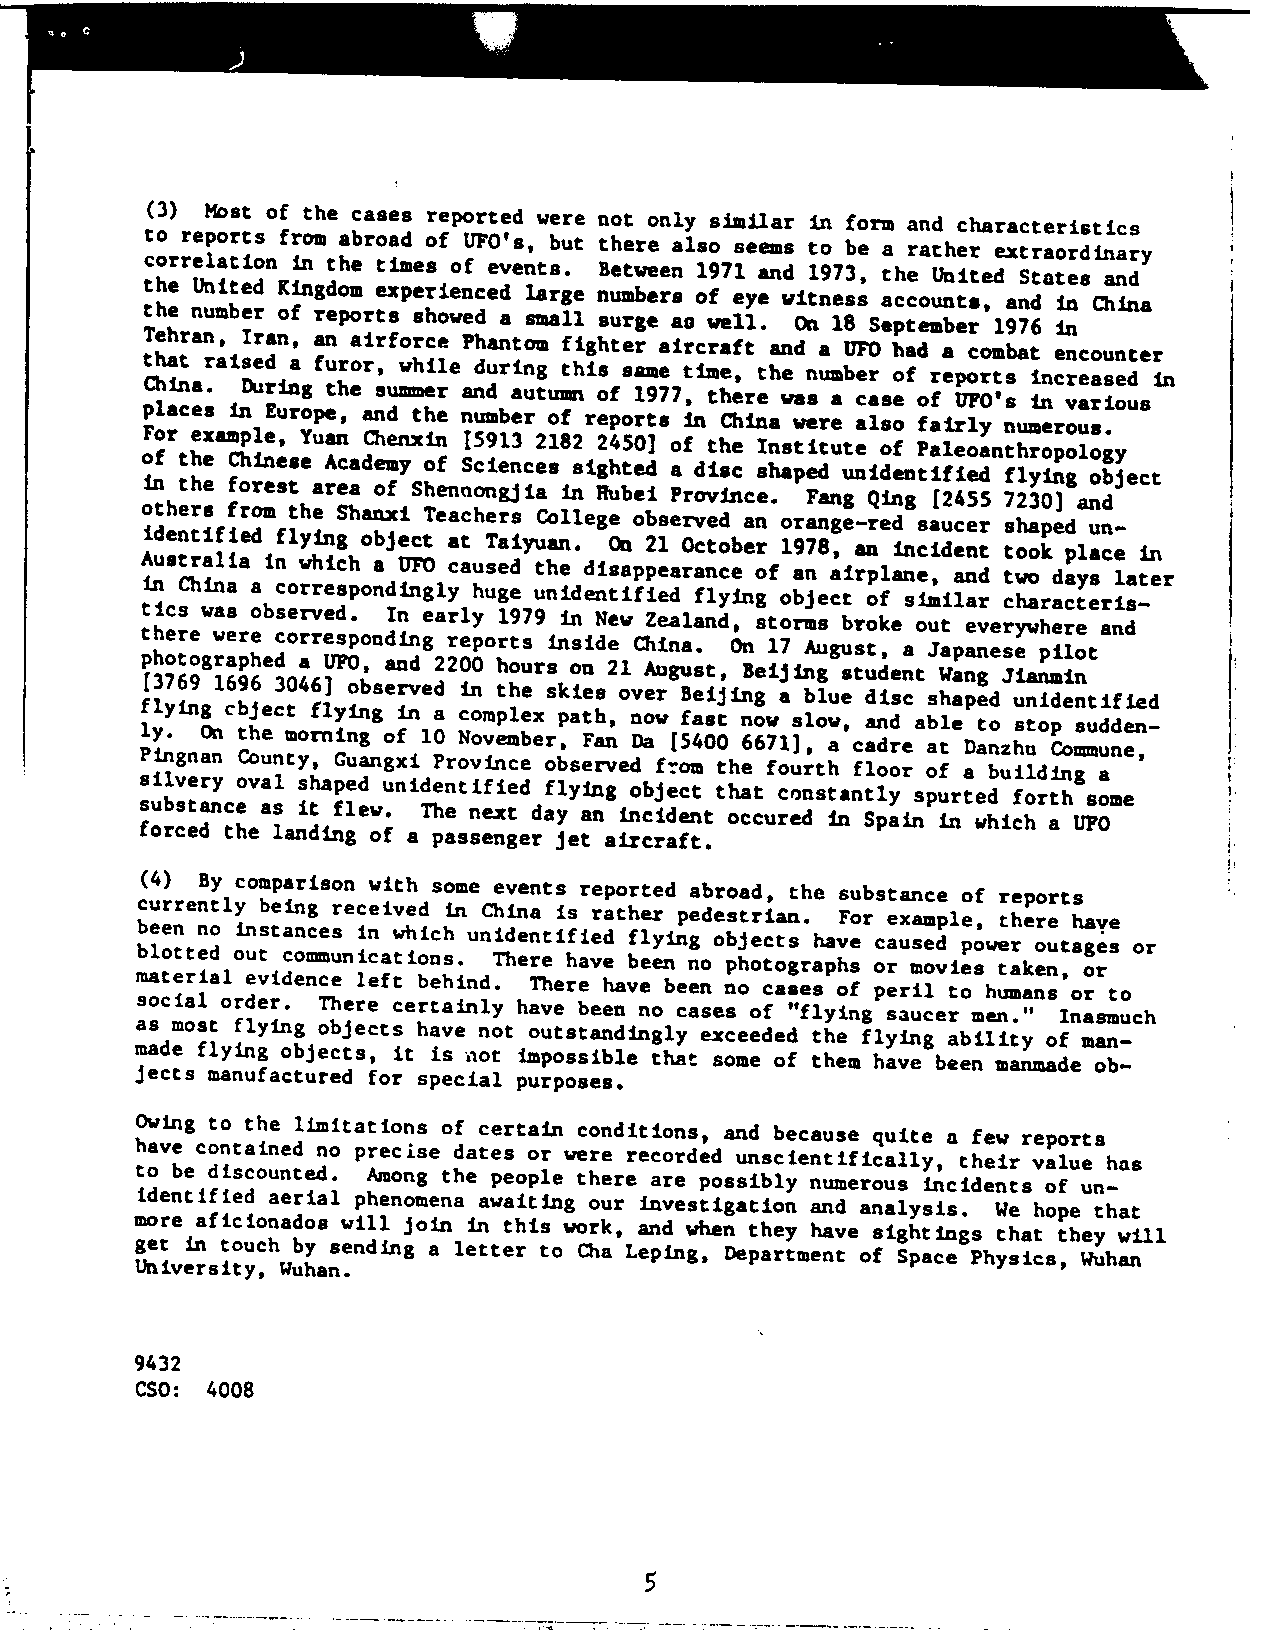 (3)  Most of the cases reported were not only similar in form and characteristics
to reports from abroad of UFO's, but there also seems to be a rather extraordinary
correlation in the times of events.  Between 1971 and 1973, the United States and
the United Kingdom experienced large numbers of eye witness accounts, and in China
the number of reports showed a small surge as well.  On 18 September 1976 in
Tehran, Iran, an airforce Phantom fighter aircraft and a UFO had a combat encounter
that raised a furor, while during this same time, the number of reports increased in
China.  During the summer and autumn of 1977, there was a case of UFO's in various
places in Europe, and the number of reports in China were also fairly numerous.
For example, Yuan Chenxin [5913 2182 2450] of the Institute of Paleoanthropology
of the Chinese Academy of Sciences sighted a disc shaped unidentified flying object
in the forest area of Shennongjia in Hubei Province.  Fang Qing [2455 7230] and
others from the Shanxi Teachers College observed an orange-red saucer shaped un-
identified flying object at Taiyuan.  On 21 October 1978, an incident took place in
Australia in which a UFO caused the disappearance of an airplane, and two days later
in China a correspondingly huge unidentified flying object of similar characteris-
tics was observed.  In early 1979 in New Zealand, storms broke out everywhere and
there were corresponding reports inside China.  On 17 August, a Japanese pilot
photographed a UFO, and 2200 hours on 21 August, Beijing student Wang Jianmin
[3769 1696 3046] observed in the skies over Beijing a blue disc shaped unidentified
flying cbject flying in a complex path, now fast now slow, and able to stop sudden-
ly.  On the morning of 10 November, Fan Da [5400 6671], a cadre at Danzhu Commune,
Pingnan County, Guangxi Province observed from the fourth floor of a building a
silvery oval shaped unidentified flying object that constantly spurted forth some
substance as it flew.  The next day an incident occured in Spain in which a UFO
forced the landing of a passenger jet aircraft.
(4)  By comparison with some events reported abroad, the substance of reports
currently being received in China is rather pedestrian.  For example, there have
been no instances in which unidentified flying objects have caused power outages or
blotted out communications.  There have been no photographs or movies taken, or
material evidence left behind.  There have been no cases of peril to humans or to
social order.  There certainly have been no cases of "flying saucer men."  Inasmuch
as most flying objects have not outstandingly exceeded the flying ability of man-
made flying objects, it is not impossible that some of them have been manmade ob-
jects manufactured for special purposes.
Owing to the limitations of certain conditions, and because quite a few reports
have contained no precise dates or were recorded unscientifically, their value has
to be discounted.  Among the people there are possibly numerous incidents of un-
identified aerial phenomena awaiting our investigation and analysis.  We hope that
more aficionados will join in this work, and when they have sightings that they will
get in touch by sending a letter to Cha Leping, Department of Space Physics, Wuhan
University, Wuhan.
9432
CSO:  4008
5